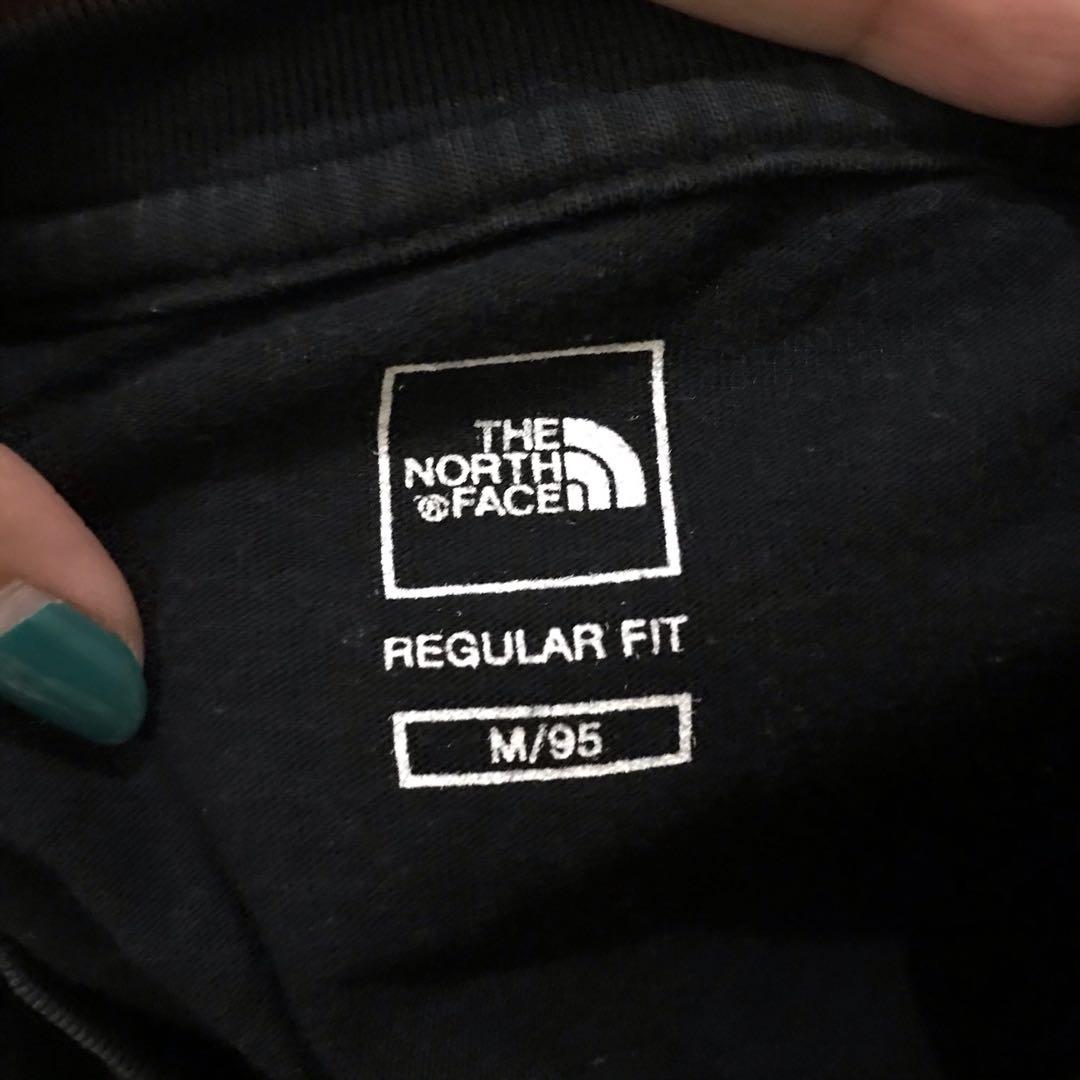 THE
NORTH
®FACE
REGULAR FIT
M/95